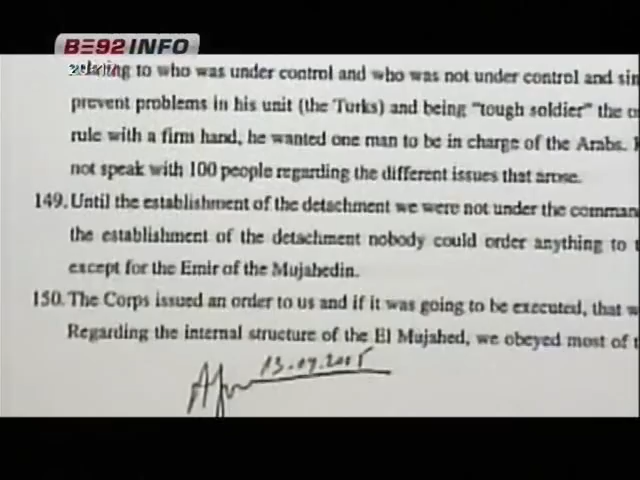 B92 INFO
relating to who was under control and who was not under control and
prevent problems in his unit (the Turks) and being "tough soldier" the
rule with a firm hand, he wanted one man to be in charge of the Arabs.
not speak with 100 people regarding the different issues that arose.
149. Until the establishment of the detachment we were not under the
the establishment of the detachment nobody could order anything to
except for the Emir of the Mujahedin.
150. The Corps issued an order to us and if it was going to be executed, that
Regarding the internal structure of the El Mujahed, we obeyed most of
13.09.2005